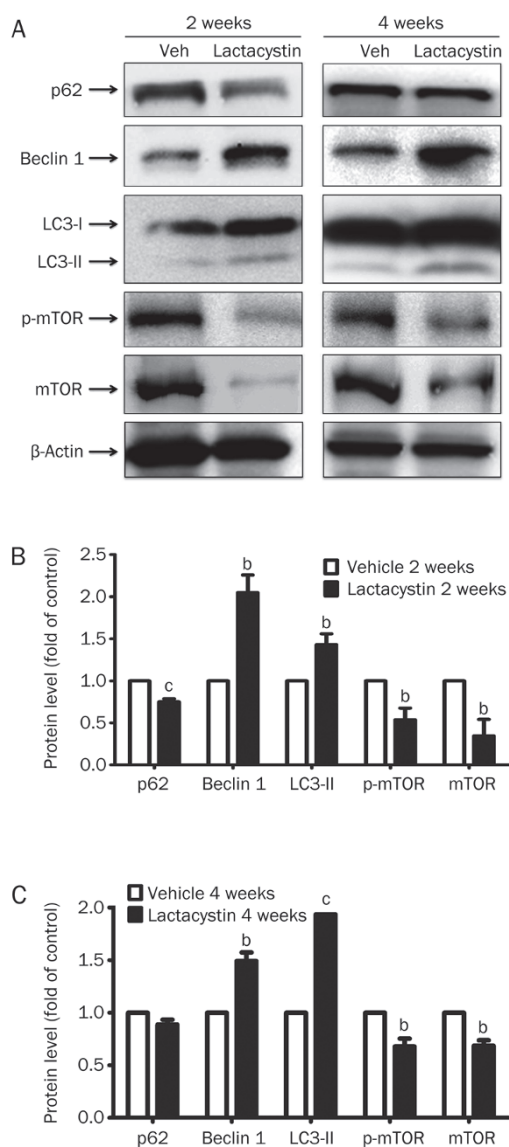 A
2 weeks
4 weeks
Veh Lactacystin
Veh Lactacystin
p62
Beclin 1
LC3-I
LC3-II
p-mTOR
mTOR
β-Actin
B
Protein level (fold of control)
2.5
2.0
1.5
1.0
0.5
0.0
Vehicle 2 weeks
Lactacystin 2 weeks
c
b
b
b
b
p62 Beclin 1 LC3-II p-mTOR mTOR
C
Protein level (fold of control)
2.0
1.5
1.0
0.5
0.0
Vehicle 4 weeks
Lactacystin 4 weeks
b
c
b
b
p62 Beclin 1 LC3-II p-mTOR mTOR